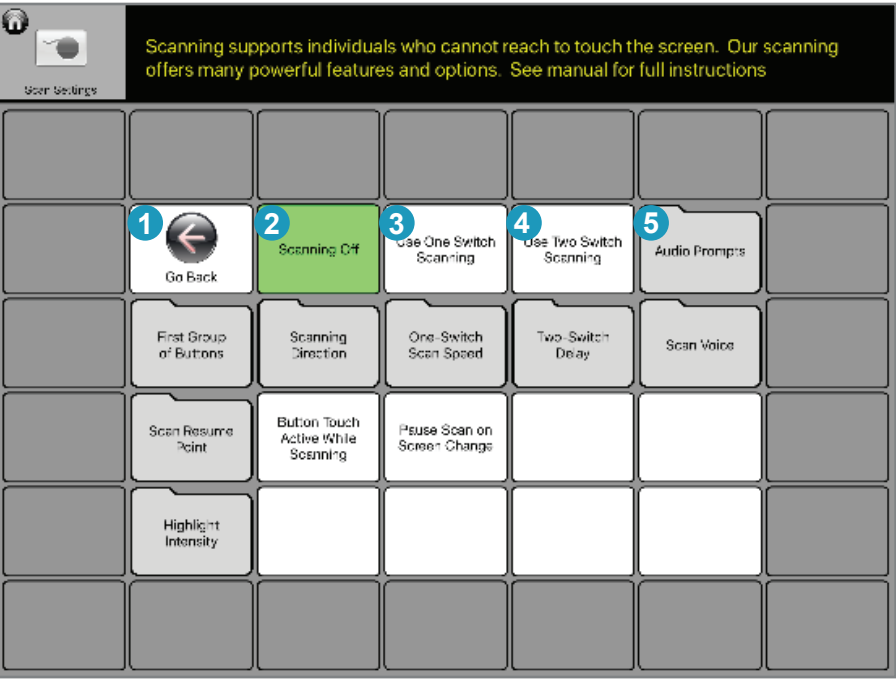 Scanning supports individuals who cannot reach to touch the screen. Our scanning
offers many powerful features and options. See manual for full instructions
Scan Settings
1
Go Back
2
Scanning Off
3
Use One Switch
Scanning
4
Use Two Switch
Scanning
5
Audio Prompts
First Group
of Buttons
Scanning
Direction
One-Switch
Scan Speed
Two-Switch
Delay
Scan Voice
Scan Resume
Point
Button Touch
Active While
Scanning
Pause Scan on
Screen Change
Highlight
Intensity